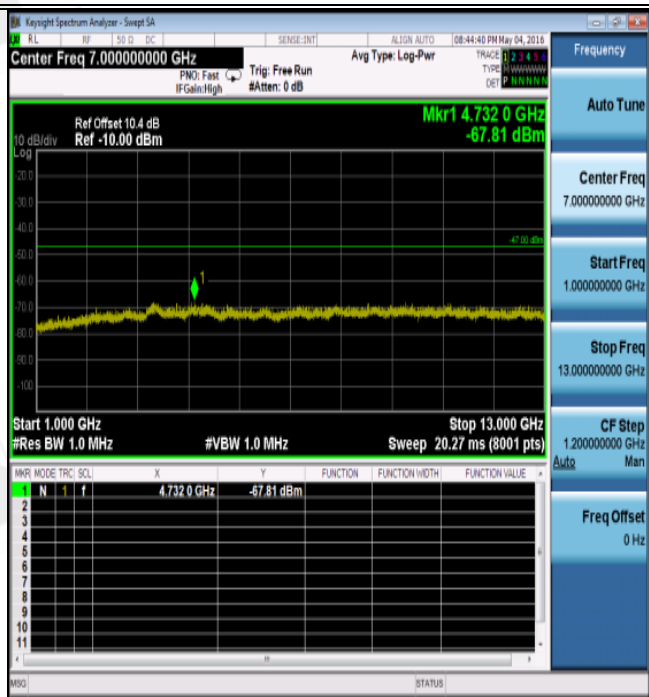 Keysight Spectrum Analyzer - Swept SA
RL RF 50 Ω DC SENSE:INT ALIGN AUTO 08:44:40 PM May 04, 2016
Center Freq 7.000000000 GHz
PNO: Fast
IFGain:High
Trig: Free Run
#Atten: 0 dB
Avg Type: Log-Pwr
TRACE 1 2 3 4 5 6
TYPE M WWWWW
DET P NNNNN
Ref Offset 10.4 dB
10 dB/div Ref -10.00 dBm
Log
Mkr1 4.732 0 GHz
-67.81 dBm
-20.0
-30.0
-40.0
-47.00 dBm
-50.0
1
-60.0
-70.0
-80.0
-90.0
-100
Start 1.000 GHz Stop 13.000 GHz
#Res BW 1.0 MHz #VBW 1.0 MHz Sweep 20.27 ms (8001 pts)
MKR MODE TRC SCL X Y FUNCTION FUNCTION WIDTH FUNCTION VALUE
1 N 1 f 4.732 0 GHz -67.81 dBm
2
3
4
5
6
7
8
9
10
11
MSG STATUS
Frequency
Auto Tune
Center Freq
7.000000000 GHz
Start Freq
1.000000000 GHz
Stop Freq
13.000000000 GHz
CF Step
1.200000000 GHz
Auto Man
Freq Offset
0 Hz